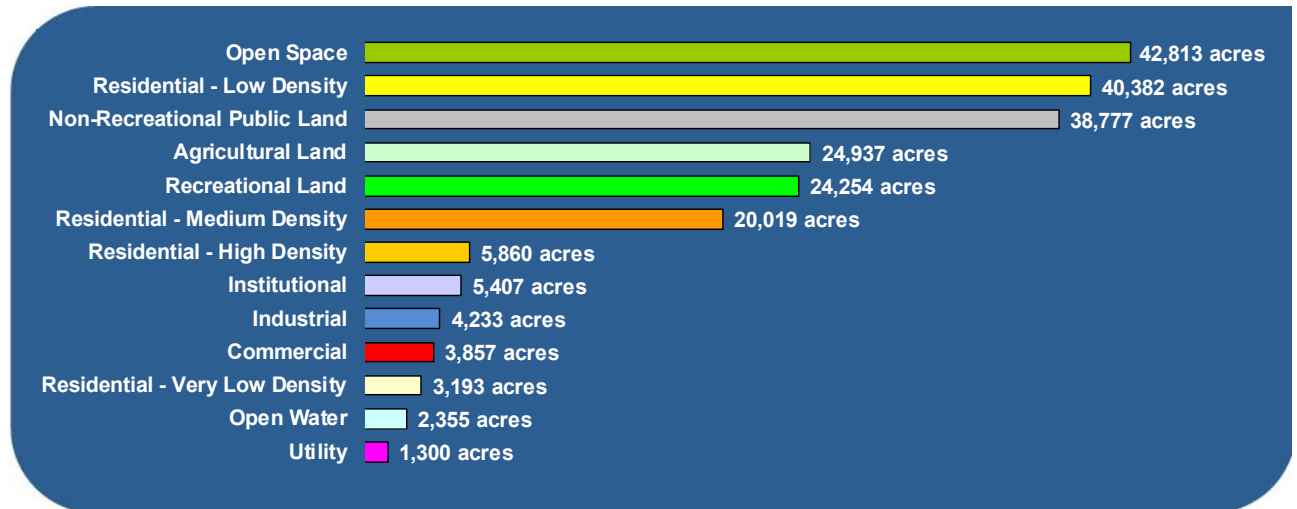 Open Space 42,813 acres
Residential - Low Density 40,382 acres
Non-Recreational Public Land 38,777 acres
Agricultural Land 24,937 acres
Recreational Land 24,254 acres
Residential - Medium Density 20,019 acres
Residential - High Density 5,860 acres
Institutional 5,407 acres
Industrial 4,233 acres
Commercial 3,857 acres
Residential - Very Low Density 3,193 acres
Open Water 2,355 acres
Utility 1,300 acres